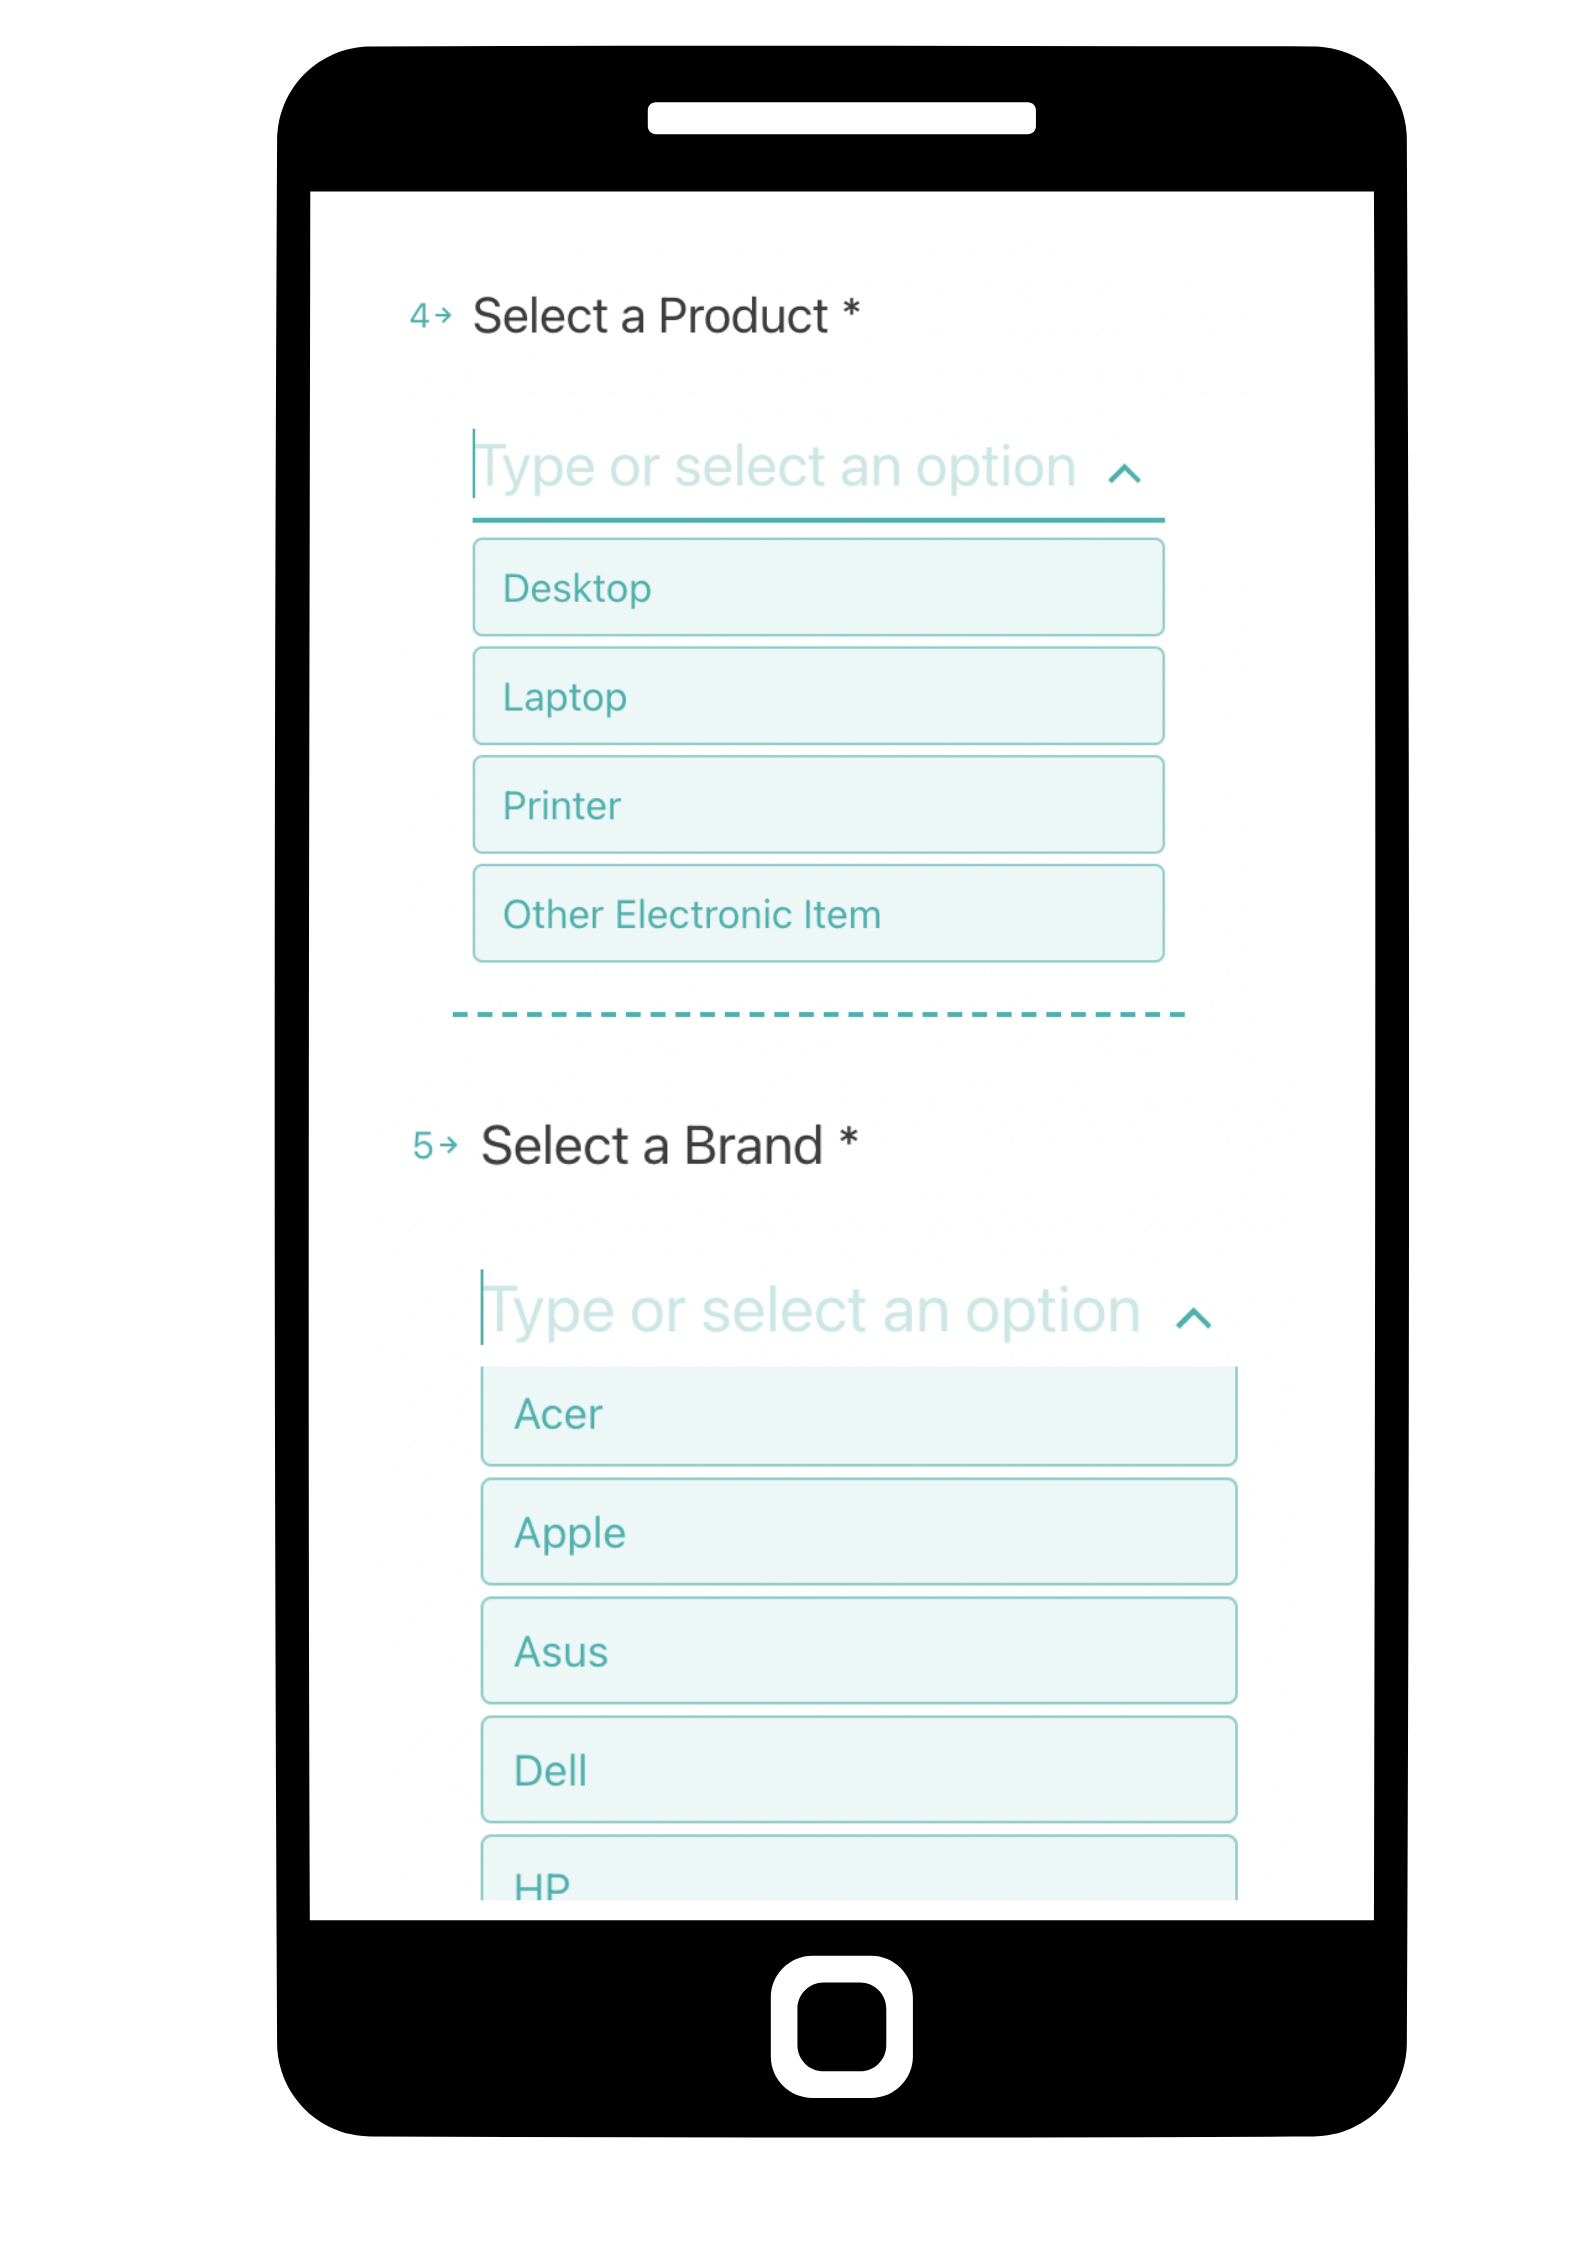 4→ Select a Product *
Type or select an option
Desktop
Laptop
Printer
Other Electronic Item
5→ Select a Brand *
Type or select an option
Acer
Apple
Asus
Dell
HP